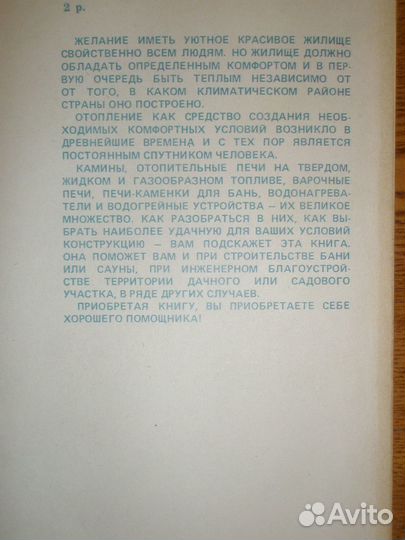 2 р.
ЖЕЛАНИЕ ИМЕТЬ УЮТНОЕ КРАСИВОЕ ЖИЛИЩЕ
СВОЙСТВЕННО ВСЕМ ЛЮДЯМ. НО ЖИЛИЩЕ ДОЛЖНО
ОБЛАДАТЬ ОПРЕДЕЛЕННЫМ КОМФОРТОМ И В ПЕР-
ВУЮ ОЧЕРЕДЬ БЫТЬ ТЕПЛЫМ НЕЗАВИСИМО ОТ
ОТ ТОГО, В КАКОМ КЛИМАТИЧЕСКОМ РАЙОНЕ
СТРАНЫ ОНО ПОСТРОЕНО.
ОТОПЛЕНИЕ КАК СРЕДСТВО СОЗДАНИЯ НЕОБ-
ХОДИМЫХ КОМФОРТНЫХ УСЛОВИЙ ВОЗНИКЛО В
ДРЕВНЕЙШИЕ ВРЕМЕНА И С ТЕХ ПОР ЯВЛЯЕТСЯ
ПОСТОЯННЫМ СПУТНИКОМ ЧЕЛОВЕКА.
КАМИНЫ, ОТОПИТЕЛЬНЫЕ ПЕЧИ НА ТВЕРДОМ,
ЖИДКОМ И ГАЗООБРАЗНОМ ТОПЛИВЕ, ВАРОЧНЫЕ
ПЕЧИ, ПЕЧИ-КАМЕНКИ ДЛЯ БАНЬ, ВОДОНАГРЕВА-
ТЕЛИ И ВОДОГРЕЙНЫЕ УСТРОЙСТВА – ИХ ВЕЛИКОЕ
МНОЖЕСТВО. КАК РАЗОБРАТЬСЯ В НИХ, КАК ВЫ-
БРАТЬ НАИБОЛЕЕ УДАЧНУЮ ДЛЯ ВАШИХ УСЛОВИЙ
КОНСТРУКЦИЮ – ВАМ ПОДСКАЖЕТ ЭТА КНИГА.
ОНА ПОМОЖЕТ ВАМ И ПРИ СТРОИТЕЛЬСТВЕ БАНИ
ИЛИ САУНЫ, ПРИ ИНЖЕНЕРНОМ БЛАГОУСТРОЙ-
СТВЕ ТЕРРИТОРИИ ДАЧНОГО ИЛИ САДОВОГО
УЧАСТКА, В РЯДЕ ДРУГИХ СЛУЧАЕВ.
ПРИОБРЕТАЯ КНИГУ, ВЫ ПРИОБРЕТАЕТЕ СЕБЕ
ХОРОШЕГО ПОМОЩНИКА!
Avito